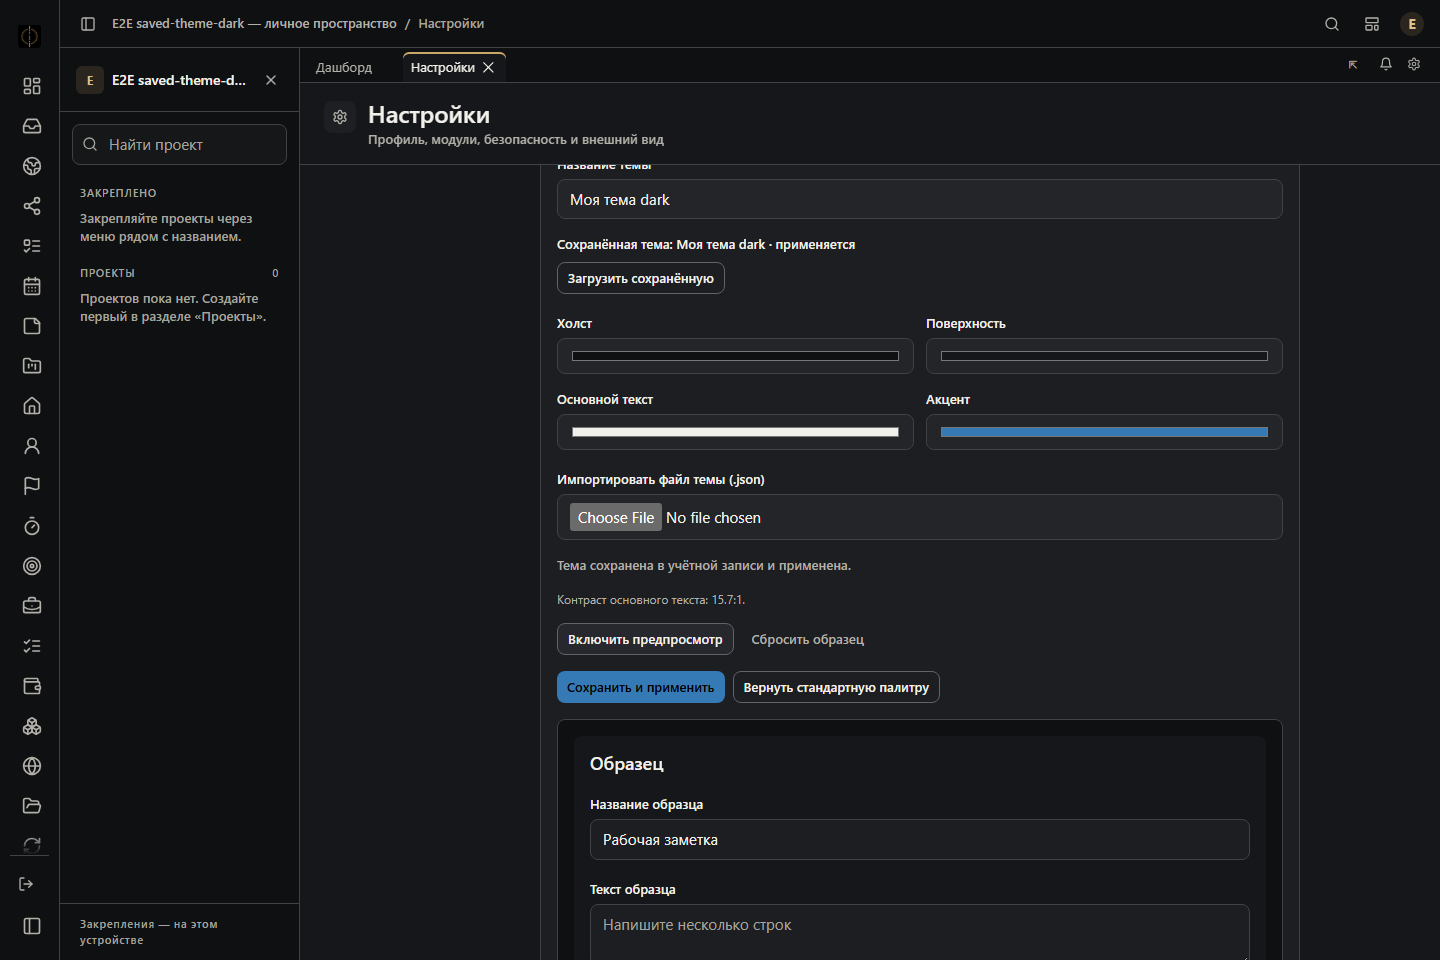 E2E saved-theme-dark — личное пространство / Настройки
E
E
E2E saved-theme-d...
Найти проект
ЗАКРЕПЛЕНО
Закрепляйте проекты через
меню рядом с названием.
ПРОЕКТЫ 0
Проектов пока нет. Создайте
первый в разделе «Проекты».
Закрепления — на этом
устройстве
Дашборд
Настройки
Настройки
Профиль, модули, безопасность и внешний вид
Название темы
Моя тема dark
Сохранённая тема: Моя тема dark · применяется
Загрузить сохранённую
Холст
Поверхность
Основной текст
Акцент
Импортировать файл темы (.json)
Choose File No file chosen
Тема сохранена в учётной записи и применена.
Контраст основного текста: 15.7:1.
Включить предпросмотр
Сбросить образец
Сохранить и применить
Вернуть стандартную палитру
Образец
Название образца
Рабочая заметка
Текст образца
Напишите несколько строк